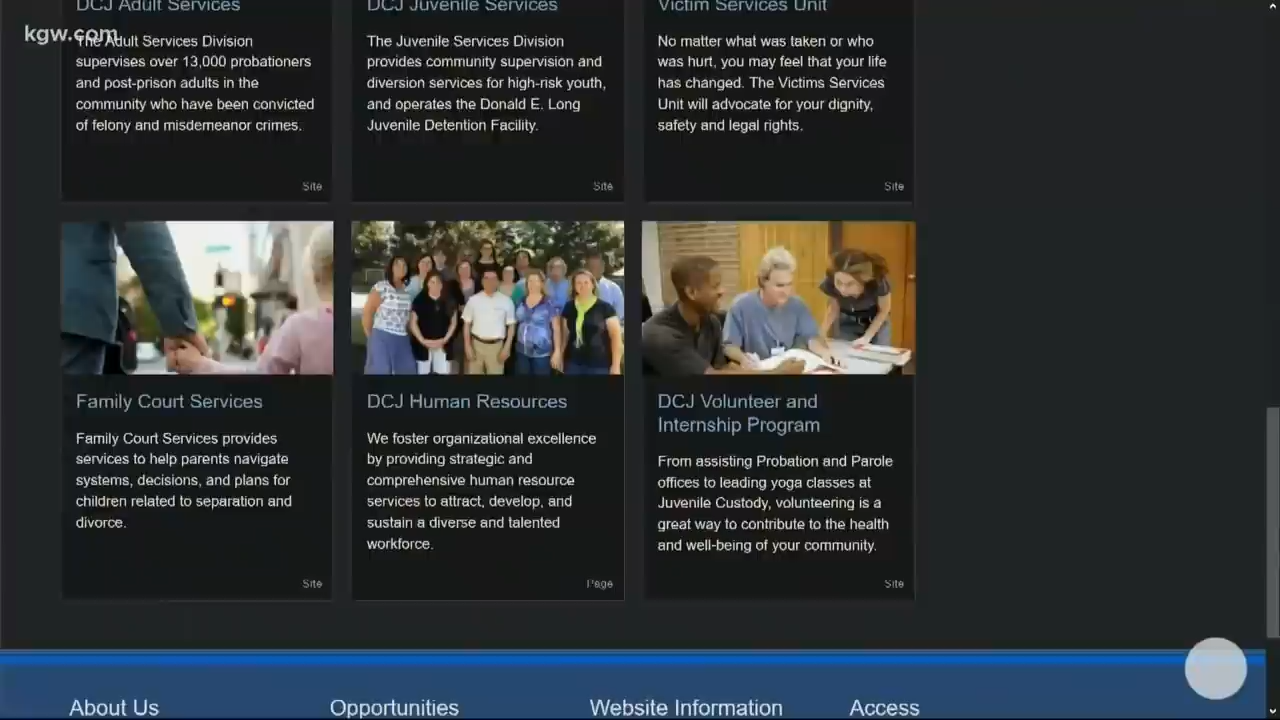 DCJ Adult Services
DCJ Juvenile Services
Victim Services Unit
kgw.com
The Adult Services Division
supervises over 13,000 probationers
and post-prison adults in the
community who have been convicted
of felony and misdemeanor crimes.
Site
The Juvenile Services Division
provides community supervision and
diversion services for high-risk youth,
and operates the Donald E. Long
Juvenile Detention Facility.
Site
No matter what was taken or who
was hurt, you may feel that your life
has changed. The Victims Services
Unit will advocate for your dignity,
safety and legal rights.
Site
Family Court Services
Family Court Services provides
services to help parents navigate
systems, decisions, and plans for
children related to separation and
divorce.
Site
DCJ Human Resources
We foster organizational excellence
by providing strategic and
comprehensive human resource
services to attract, develop, and
sustain a diverse and talented
workforce.
Page
DCJ Volunteer and
Internship Program
From assisting Probation and Parole
offices to leading yoga classes at
Juvenile Custody, volunteering is a
great way to contribute to the health
and well-being of your community.
Site
About Us
Opportunities
Website Information
Access